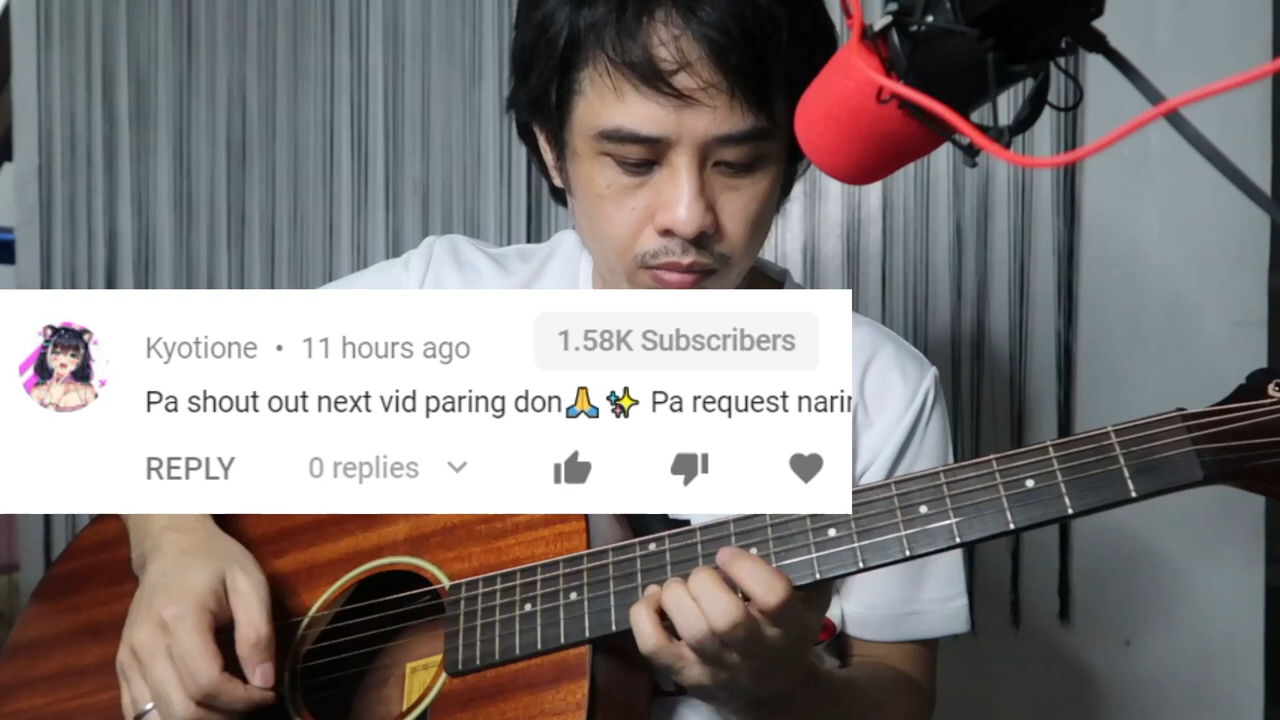 Kyotione • 11 hours ago
1.58K Subscribers
Pa shout out next vid paring don🙏✨ Pa request
REPLY
0 replies